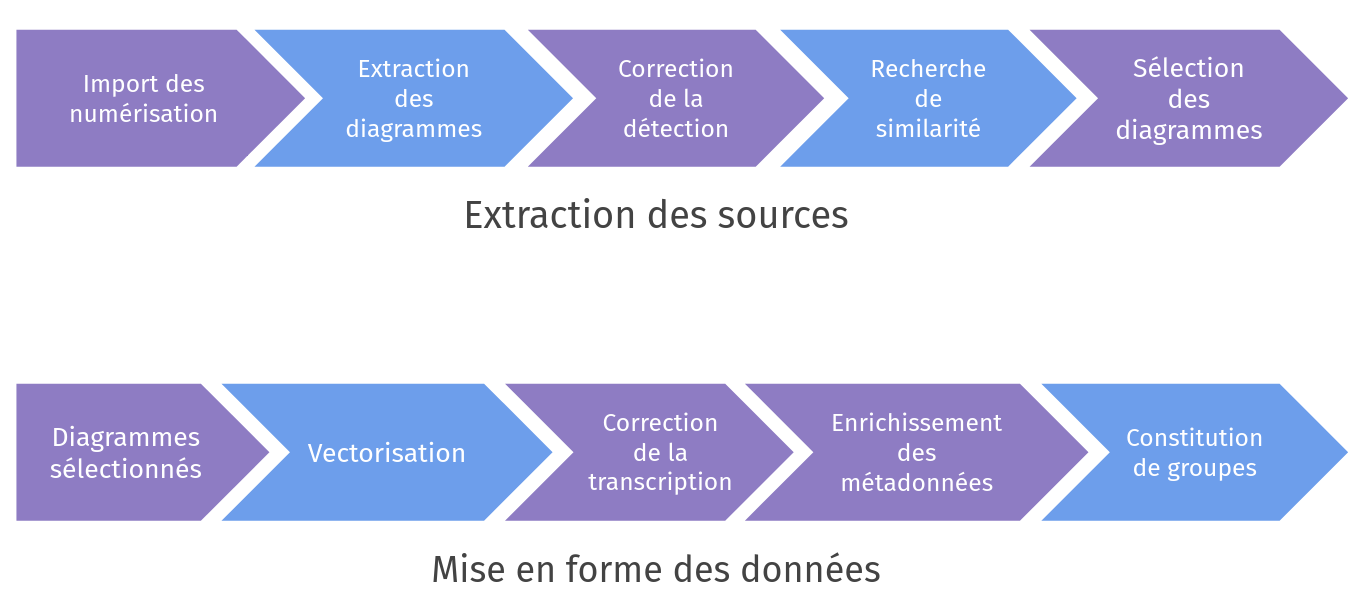 Import des
numérisation
Extraction
des
diagrammes
Correction
de la
détection
Recherche
de
similarité
Sélection
des
diagrammes
Extraction des sources
Diagrammes
sélectionnés
Vectorisation
Correction
de la
transcription
Enrichissement
des
métadonnées
Constitution
de groupes
Mise en forme des données